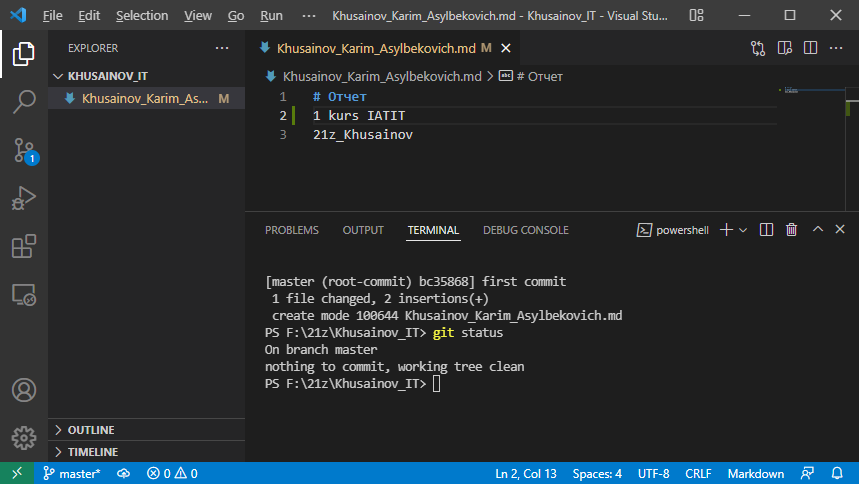 File Edit Selection View Go Run ··· Khusainov_Karim_Asylbekovich.md - Khusainov_IT - Visual Stu...
EXPLORER ···
KHUSAINOV_IT
Khusainov_Karim_As... M
Khusainov_Karim_Asylbekovich.md M
Khusainov_Karim_Asylbekovich.md > # Отчет
1 # Отчет
2 1 kurs IATIT
3 21z_Khusainov
PROBLEMS OUTPUT TERMINAL DEBUG CONSOLE powershell
[master (root-commit) bc35868] first commit
1 file changed, 2 insertions(+)
create mode 100644 Khusainov_Karim_Asylbekovich.md
PS F:\21z\Khusainov_IT> git status
On branch master
nothing to commit, working tree clean
PS F:\21z\Khusainov_IT>
1
OUTLINE
TIMELINE
master* 0 0 Ln 2, Col 13 Spaces: 4 UTF-8 CRLF Markdown